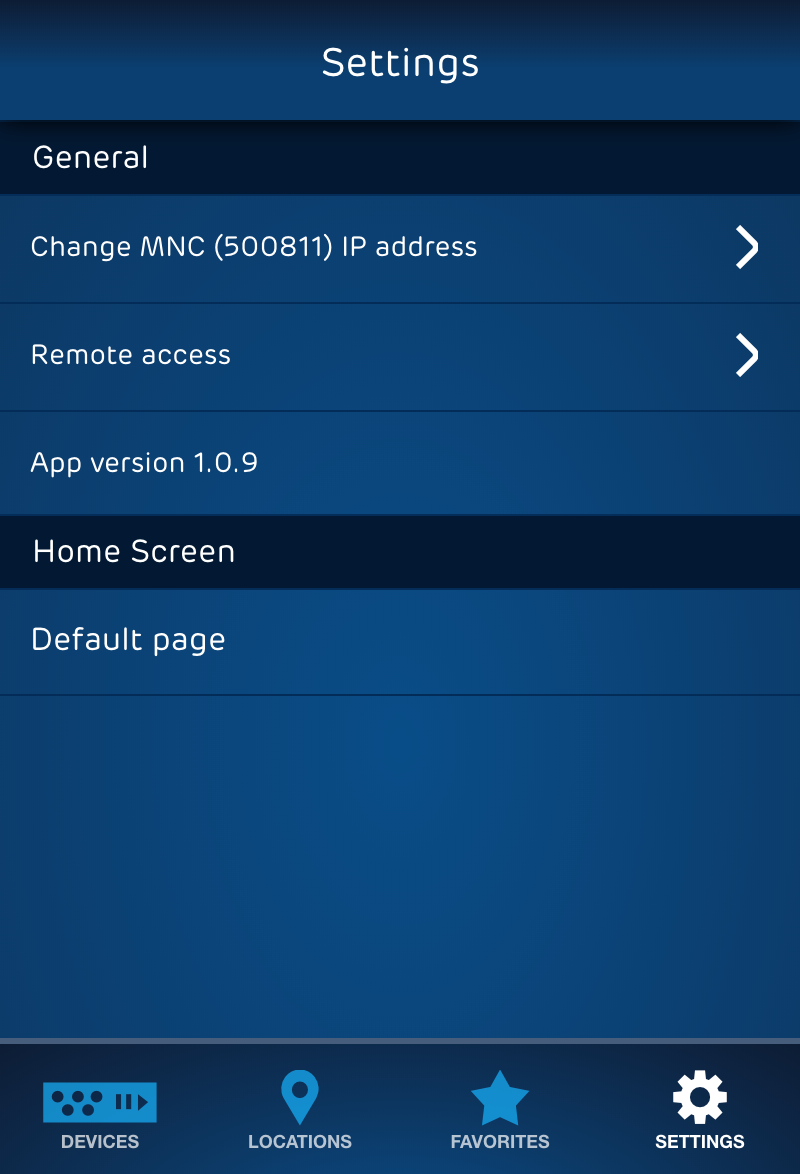 Settings
General
Change MNC (500811) IP address
Remote access
App version 1.0.9
Home Screen
Default page
DEVICES
LOCATIONS
FAVORITES
SETTINGS